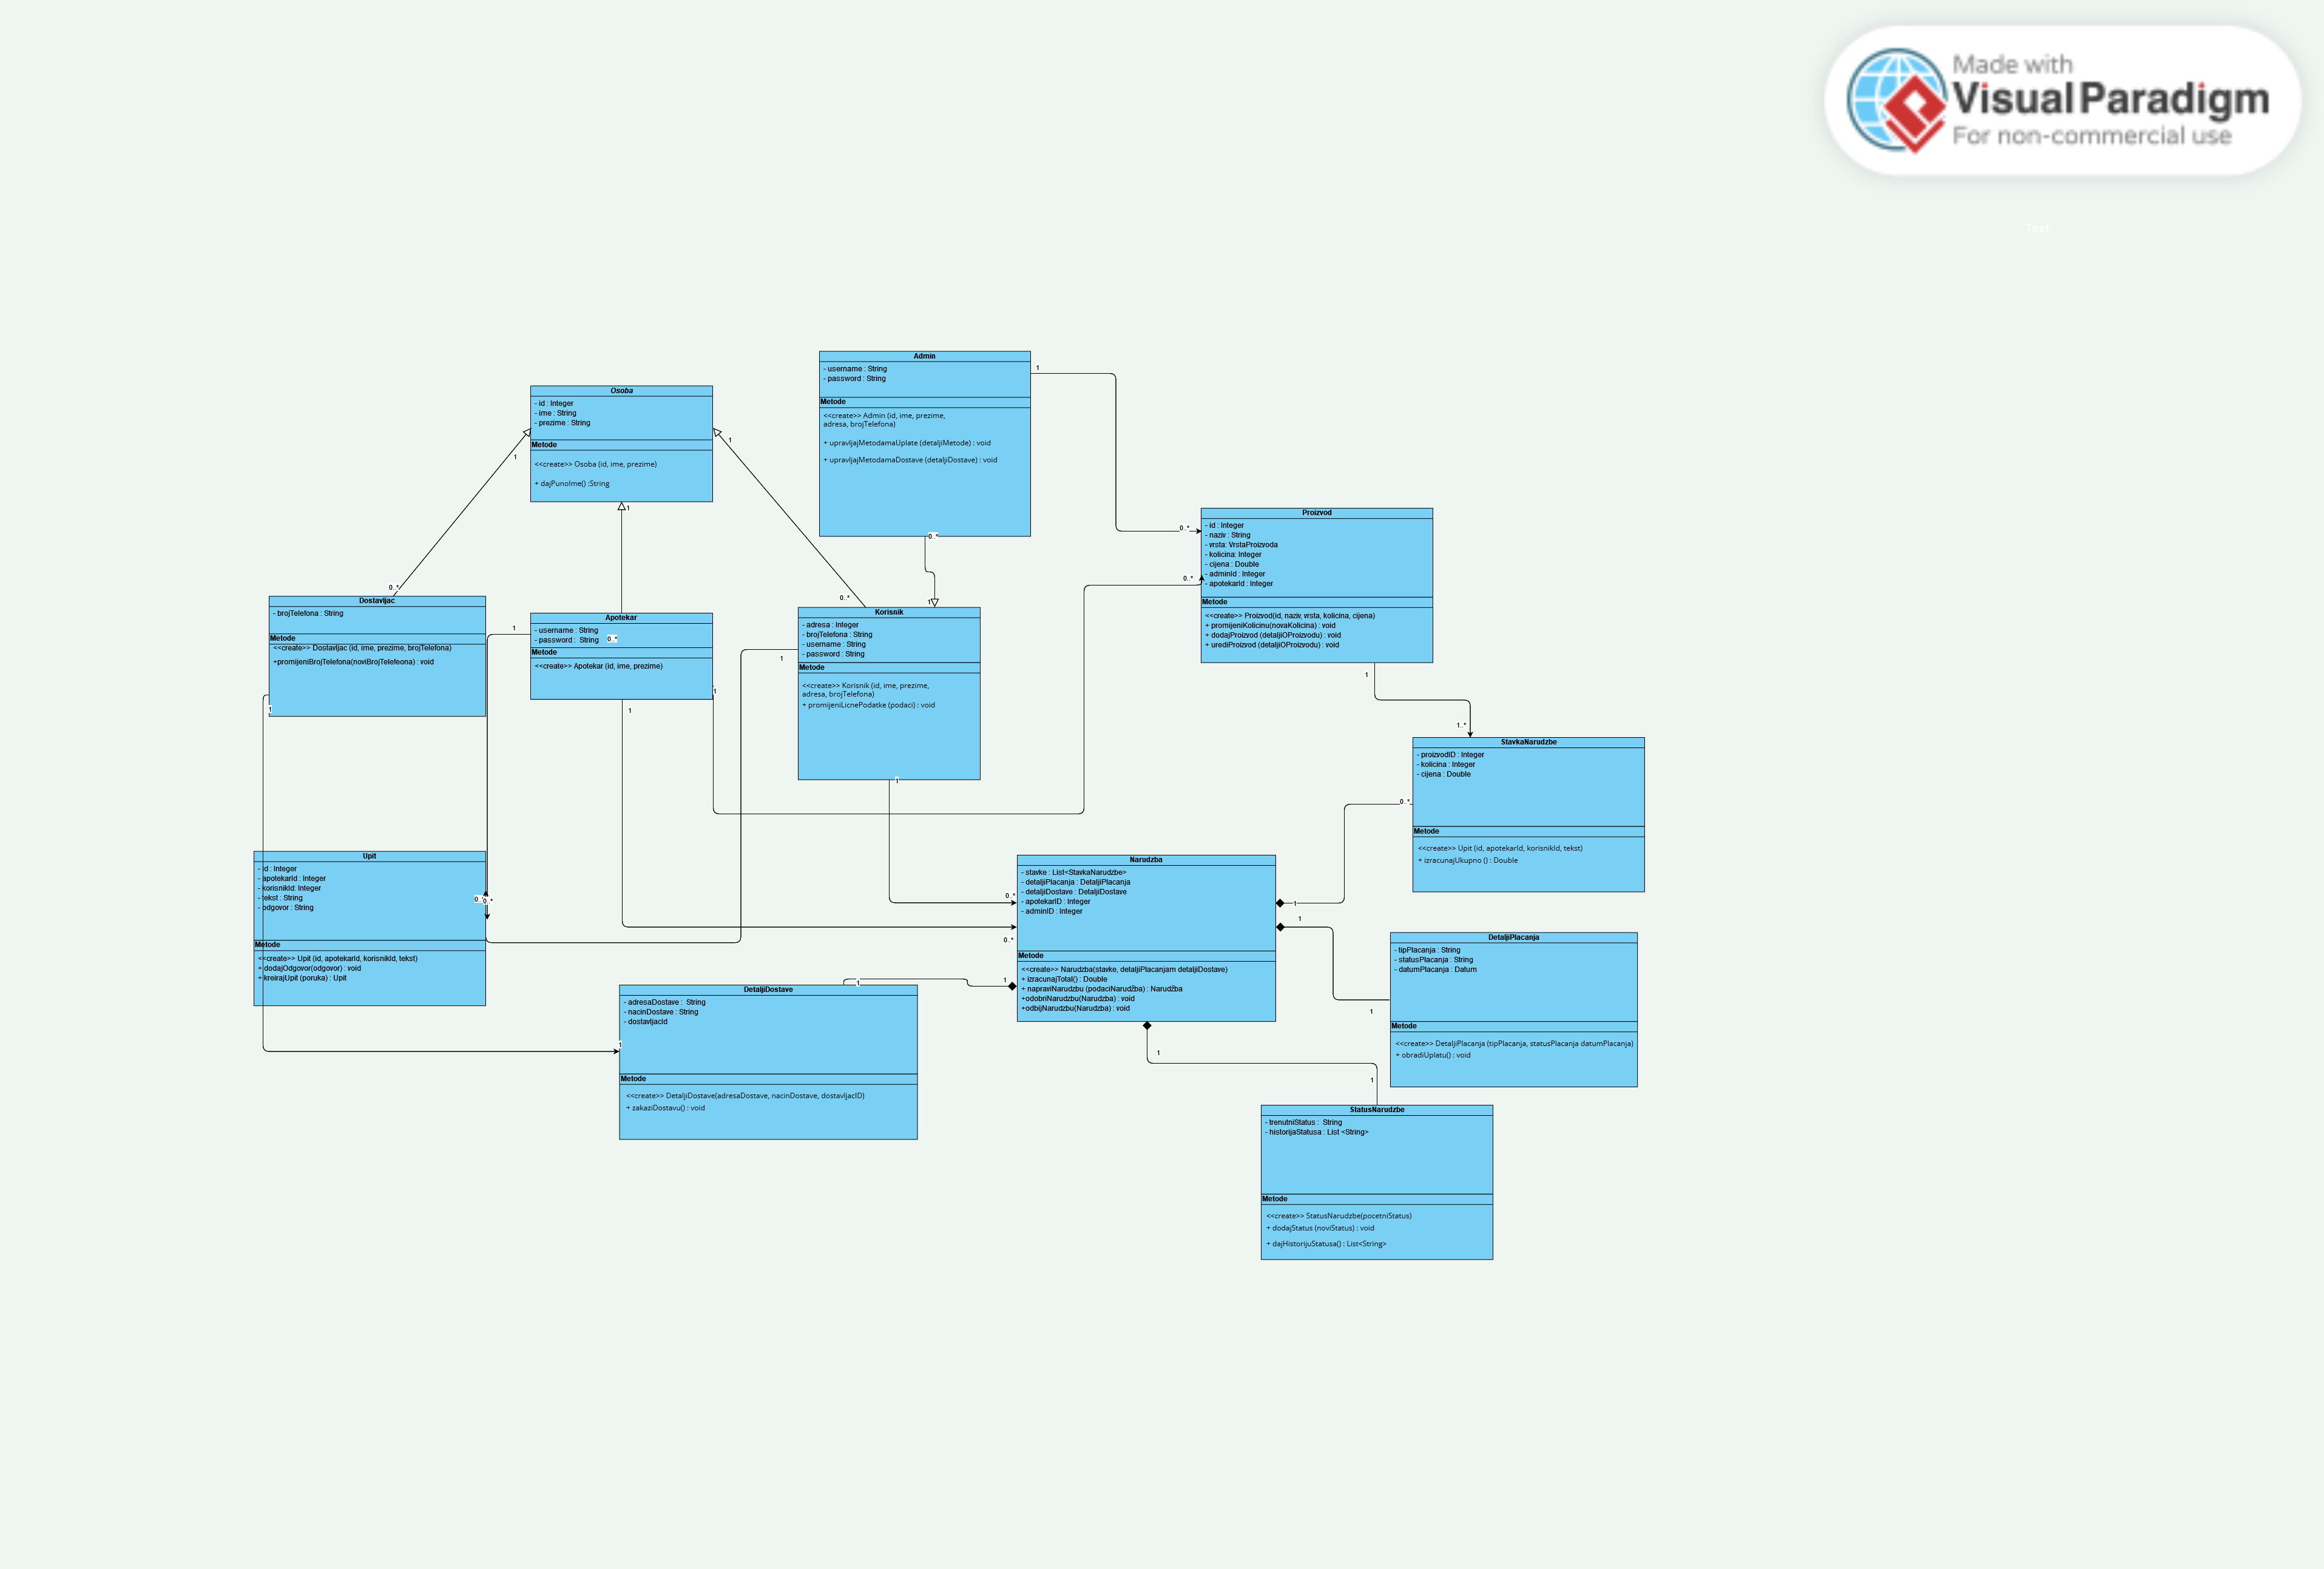 Made with
Visual Paradigm
For non-commercial use
Text
Admin
- username : String
- password : String
Metode
<<create>> Admin (id, ime, prezime,
adresa, brojTelefona)
+ upravljajMetodamaUplate (detaljiMetode) : void
+ upravljajMetodamaDostave (detaljiDostave) : void
1
0..*
0..*
1
Osoba
- id : Integer
- ime : String
- prezime : String
Metode
<<create>> Osoba (id, ime, prezime)
+ dajPunoIme() :String
1
1
1
0..*
0..*
Proizvod
- id : Integer
- naziv : String
- vrsta: VrstaProizvoda
- kolicina: Integer
- cijena : Double
- adminId : Integer
- apotekarId : Integer
Metode
<<create>> Proizvod(id, naziv, vrsta, kolicina, cijena)
+ promijeniKolicinu(novaKolicina) : void
+ dodajProizvod (detaljiOProizvodu) : void
+ urediProizvod (detaljiOProizvodu) : void
0..*
1
1..*
Dostavljac
- brojTelefona : String
Metode
<<create>> Dostavljac (id, ime, prezime, brojTelefona)
+promijeniBrojTelefona(noviBrojTelefeona) : void
1
1
Apotekar
- username : String
- password :  String
0..*
Metode
<<create>> Apotekar (id, ime, prezime)
1
1
Korisnik
- adresa : Integer
- brojTelefona : String
- username : String
- password : String
Metode
<<create>> Korisnik (id, ime, prezime,
adresa, brojTelefona)
+ promijeniLicnePodatke (podaci) : void
1
1
StavkaNarudzbe
- proizvodID : Integer
- kolicina : Integer
- cijena : Double
Metode
<<create>> Upit (id, apotekarId, korisnikId, tekst)
+ izracunajUkupno () : Double
0..*
Upit
- id : Integer
- apotekarId : Integer
- korisnikId: Integer
- tekst : String
- odgovor : String
Metode
<<create>> Upit (id, apotekarId, korisnikId, tekst)
+ dodajOdgovor(odgovor) : void
+ kreirajUpit (poruka) : Upit
0..*
0..*
Narudzba
- stavke : List<StavkaNarudzbe>
- detaljiPlacanja : DetaljiPlacanja
- detaljiDostave : DetaljiDostave
- apotekarID : Integer
- adminID : Integer
Metode
<<create>> Narudzba(stavke, detaljiPlacanjam detaljiDostave)
+ izracunajTotal() : Double
+ napraviNarudzbu (podaciNarudžba) : Narudžba
+odobriNarudzbu(Narudzba) : void
+odbijNarudzbu(Narudzba) : void
0..*
0..*
1
1
1
1
DetaljiPlacanja
- tipPlacanja : String
- statusPlacanja : String
- datumPlacanja : Datum
Metode
<<create>> DetaljiPlacanja (tipPlacanja, statusPlacanja datumPlacanja)
+ obradiUplatu() : void
1
DetaljiDostave
- adresaDostave :  String
- nacinDostave : String
- dostavljacId
Metode
<<create>> DetaljiDostave(adresaDostave, nacinDostave, dostavljacID)
+ zakaziDostavu() : void
1
1
StatusNarudzbe
- trenutniStatus :  String
- historijaStatusa : List <String>
Metode
<<create>> StatusNarudzbe(pocetniStatus)
+ dodajStatus (noviStatus) : void
+ dajHistorijuStatusa() : List<String>
1